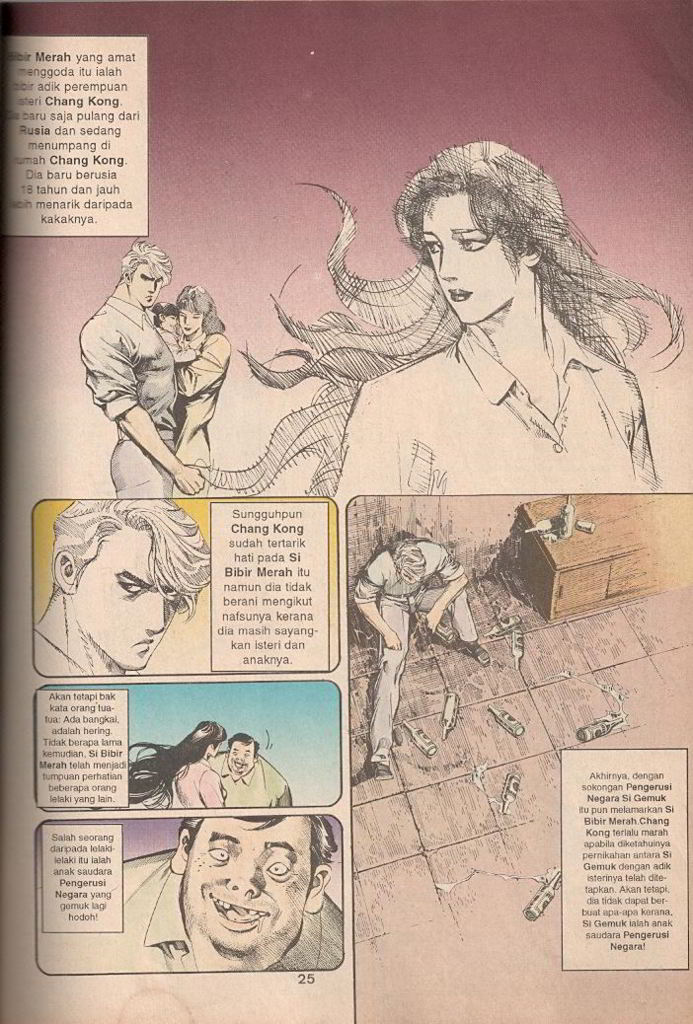 Bibir Merah yang amat
menggoda itu ialah
bibir adik perempuan
isteri Chang Kong.
Dia baru saja pulang dari
Rusia dan sedang
menumpang di
rumah Chang Kong.
Dia baru berusia
18 tahun dan jauh
lebih menarik daripada
kakaknya.
Sungguhpun
Chang Kong
sudah tertarik
hati pada Si
Bibir Merah itu
namun dia tidak
berani mengikut
nafsunya kerana
dia masih sayang-
kan isteri dan
anaknya.
Akan tetapi bak
kata orang tua-
tua: Ada bangkai,
adalah hering.
Tidak berapa lama
kemudian, Si Bibir
Merah telah menjadi
tumpuan perhatian
beberapa orang
lelaki yang lain.
Salah seorang
daripada lelaki-
lelaki itu ialah
anak saudara
Pengerusi
Negara yang
gemuk lagi
hodoh!
Akhirnya, dengan
sokongan Pengerusi
Negara Si Gemuk
itu pun melamarkan Si
Bibir Merah.Chang
Kong terlalu marah
apabila diketahuinya
pernikahan antara Si
Gemuk dengan adik
isterinya telah dite-
tapkan. Akan tetapi,
dia tidak dapat ber-
buat apa-apa kerana,
Si Gemuk ialah anak
saudara Pengerusi
Negara!
25